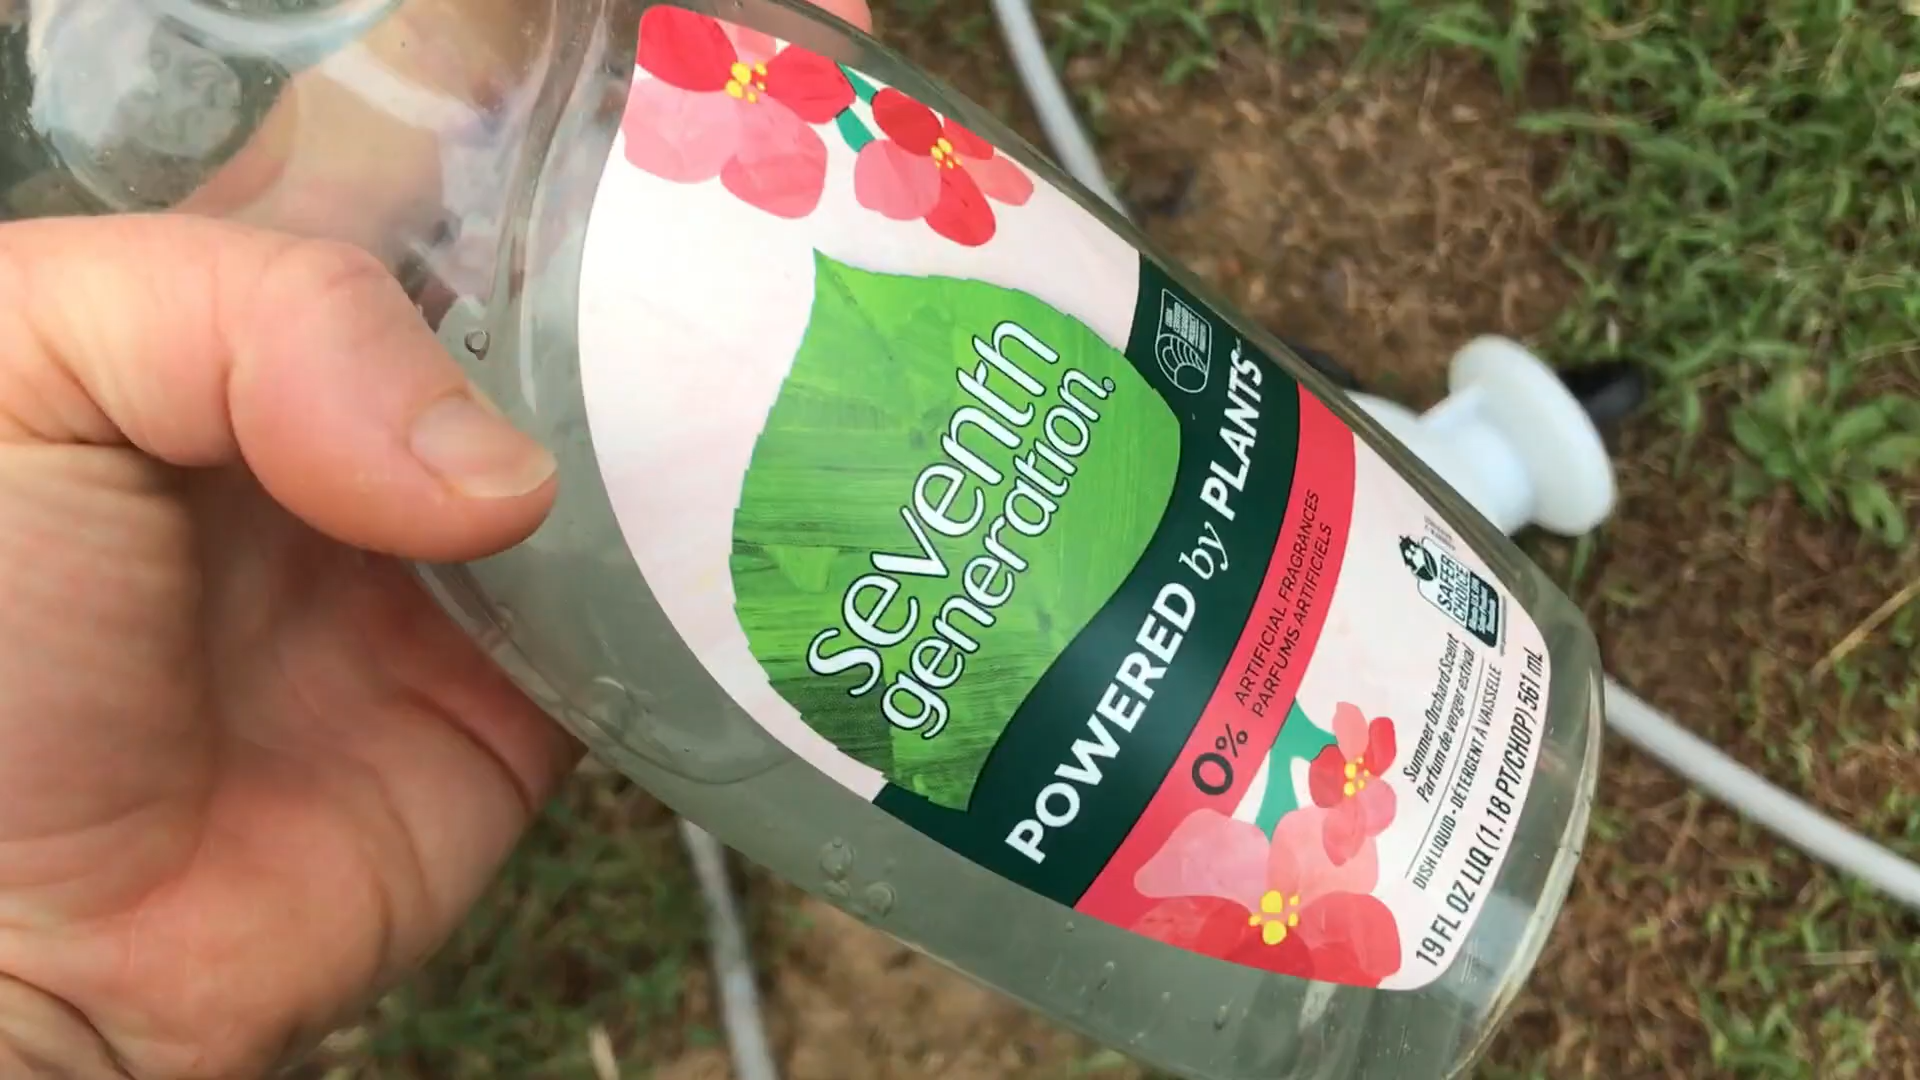 seventh
generation®
POWERED by PLANTS™
0% ARTIFICIAL FRAGRANCES
PARFUMS ARTIFICIELS
SAFER
CHOICE
Summer Orchard Scent
Parfum de verger estival
DISH LIQUID • DÉTERGENT À VAISSELLE
19 FL OZ LIQ (1.18 PT/CHOP) 561 mL